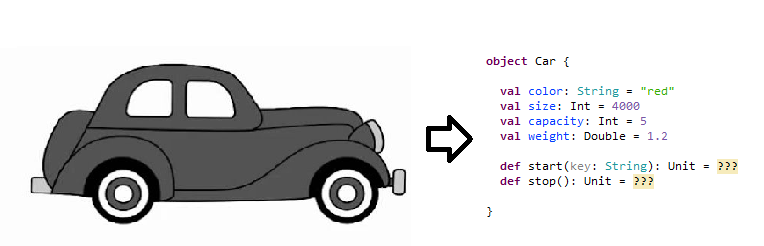 object Car {
val color: String = "red"
val size: Int = 4000
val capacity: Int = 5
val weight: Double = 1.2
def start(key: String): Unit = ???
def stop(): Unit = ???
}